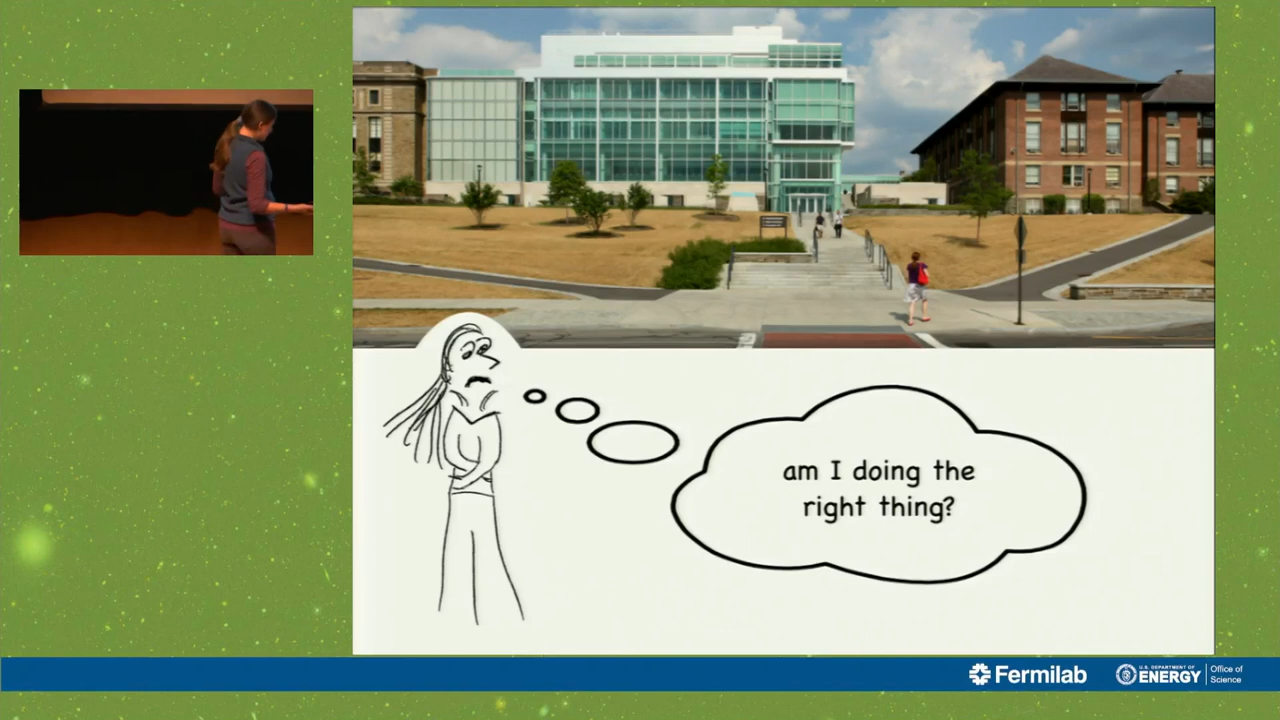 am I doing the
right thing?
Fermilab
U.S. DEPARTMENT OF
ENERGY
Office of
Science